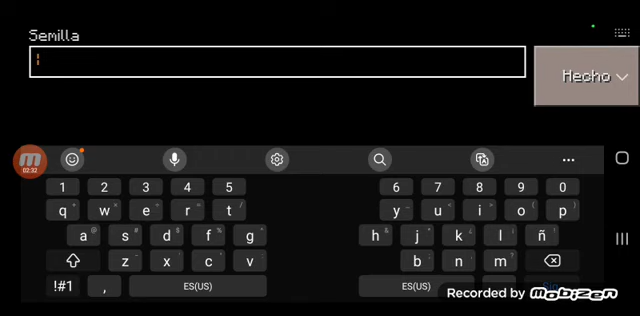 Semilla
Hecho
02:32
1 2 3 4 5 6 7 8 9 0
q w e r t y u i o p
a s d f g h j k l ñ
z x c v b n m
!#1 , ES(US) ES(US)
Recorded by mobizen